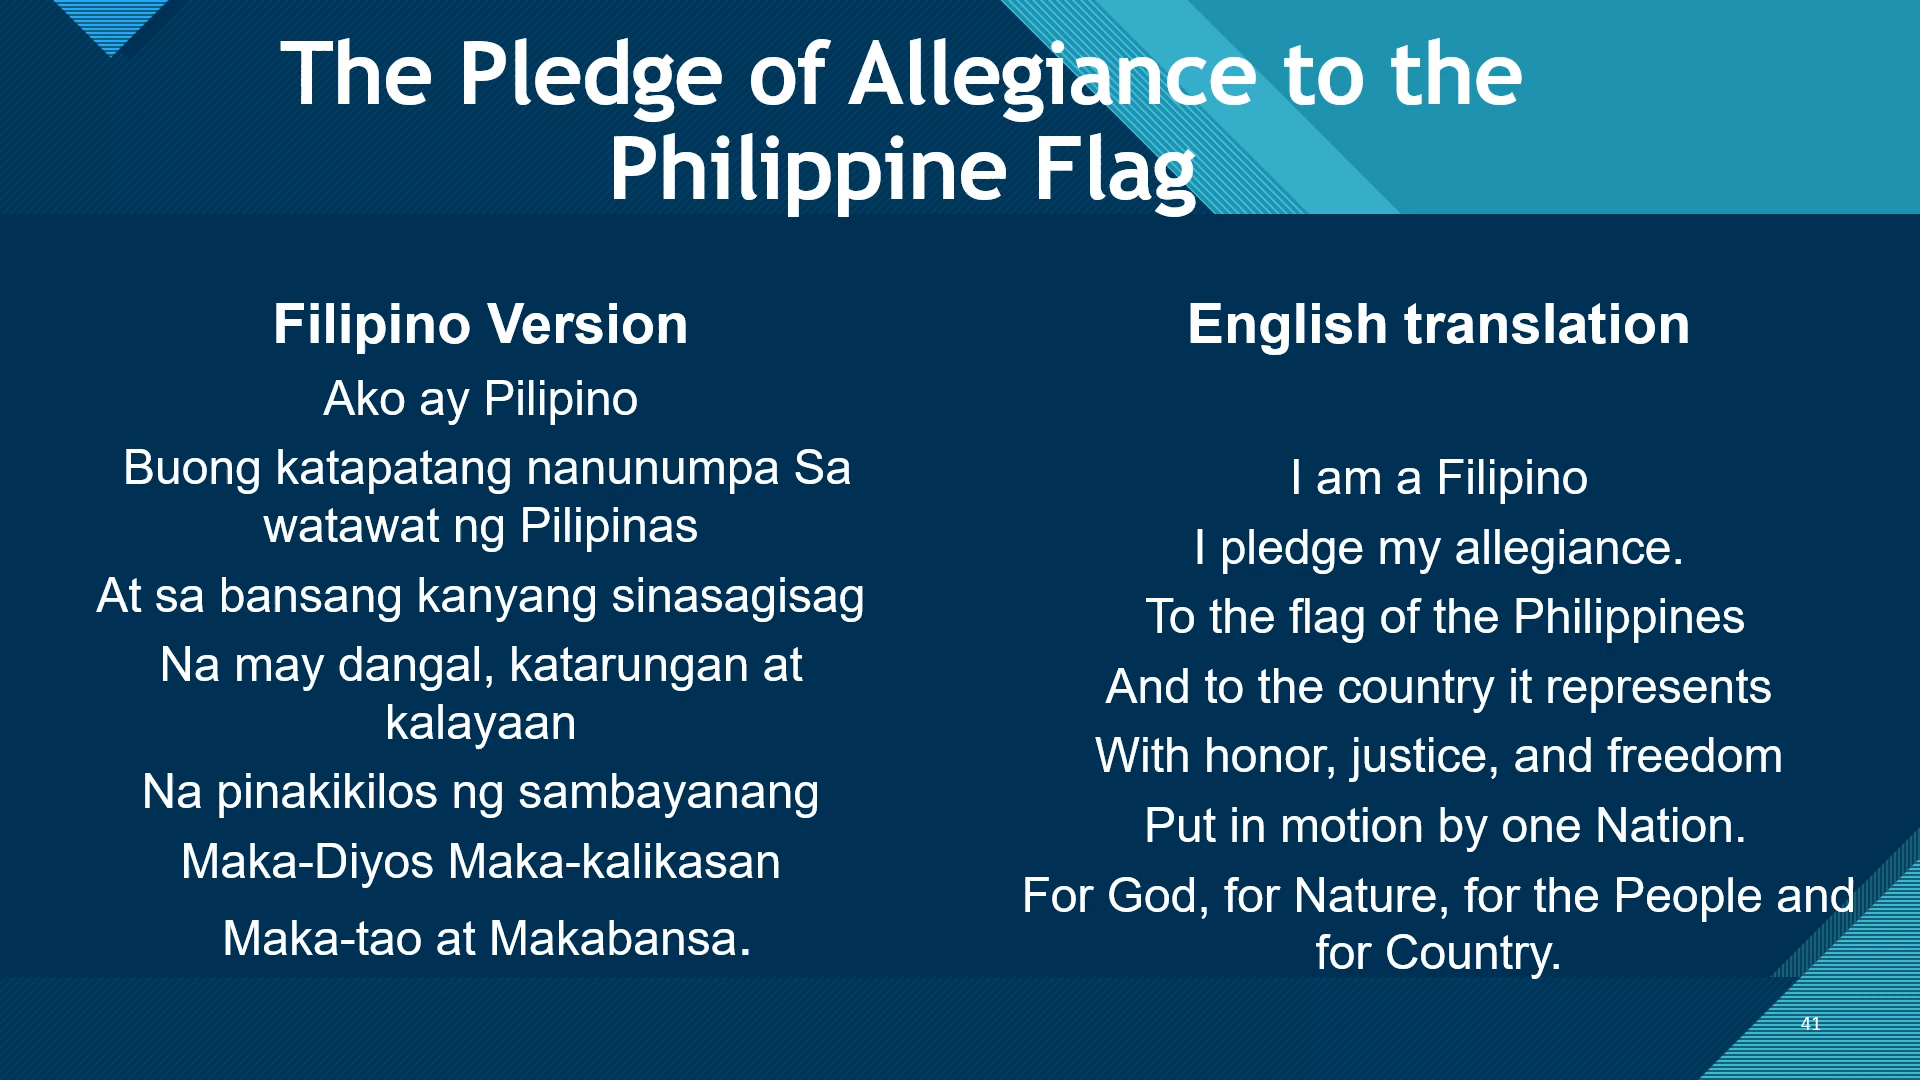 The Pledge of Allegiance to the
Philippine Flag
Filipino Version
Ako ay Pilipino
Buong katapatang nanunumpa Sa
watawat ng Pilipinas
At sa bansang kanyang sinasagisag
Na may dangal, katarungan at
kalayaan
Na pinakikilos ng sambayanang
Maka-Diyos Maka-kalikasan
Maka-tao at Makabansa.
English translation
I am a Filipino
I pledge my allegiance.
To the flag of the Philippines
And to the country it represents
With honor, justice, and freedom
Put in motion by one Nation.
For God, for Nature, for the People and
for Country.
41